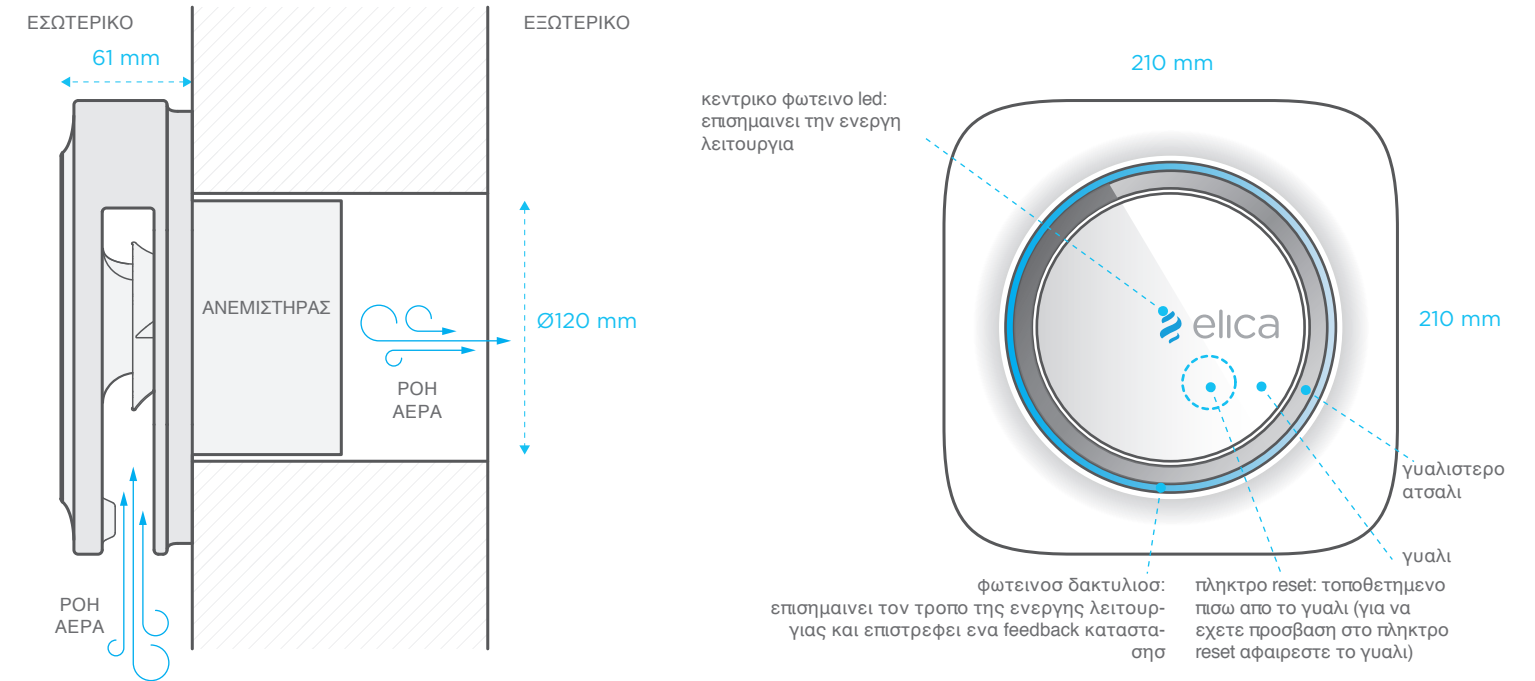 ΕΣΩΤΕΡΙΚΟ
ΕΞΩΤΕΡΙΚΟ
61 mm
ΑΝΕΜΙΣΤΗΡΑΣ
Ø120 mm
ΡΟΗ
ΑΕΡΑ
ΡΟΗ
ΑΕΡΑ
210 mm
κεντρικο φωτεινο led:
επισημαινει την ενεργη
λειτουργια
elica
210 mm
γυαλιστερο
ατσαλι
γυαλι
φωτεινοσ δακτυλιοσ:
επισημαινει τον τροπο της ενεργης λειτουρ-
γιας και επιστρεφει ενα feedback καταστα-
σησ
πληκτρο reset: τοποθετημενο
πισω απο το γυαλι (για να
εχετε προσβαση στο πληκτρο
reset αφαιρεστε το γυαλι)